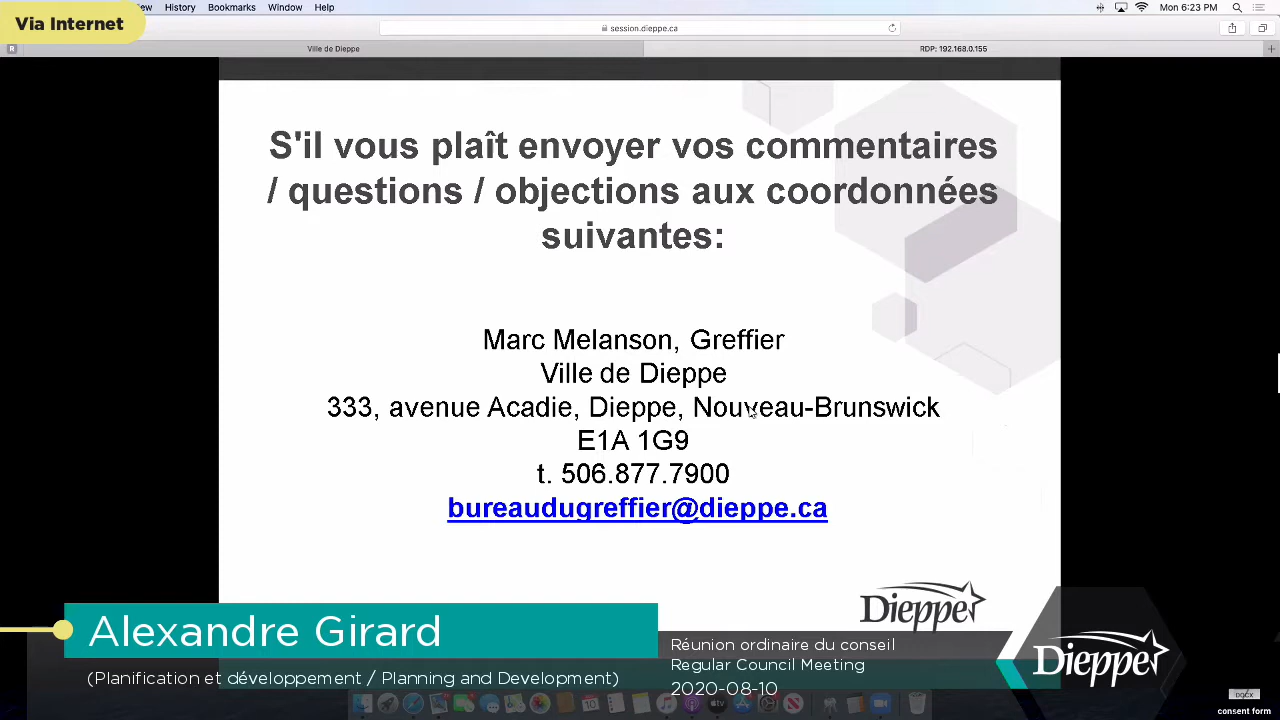 Via Internet
ew History Bookmarks Window Help
Mon 6:23 PM
session.dieppe.ca
R
Ville de Dieppe
RDP: 192.168.0.155
S'il vous plaît envoyer vos commentaires
/ questions / objections aux coordonnées
suivantes:
Marc Melanson, Greffier
Ville de Dieppe
333, avenue Acadie, Dieppe, Nouveau-Brunswick
E1A 1G9
t. 506.877.7900
bureaudugreffier@dieppe.ca
Dieppe
Alexandre Girard
(Planification et développement / Planning and Development)
Réunion ordinaire du conseil
Regular Council Meeting
2020-08-10
Dieppe
DOCX
consent form